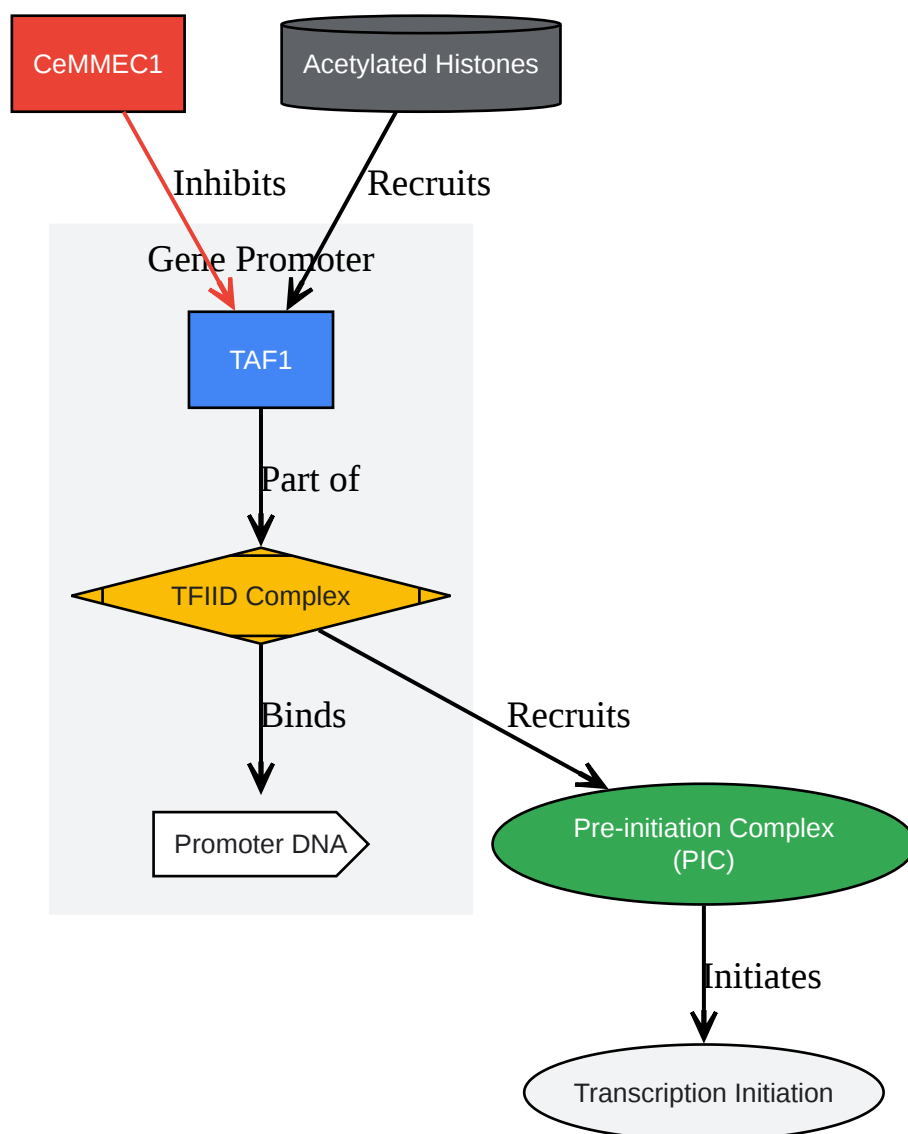 CeMMEC1
Acetylated Histones
Inhibits
Recruits
Gene Promoter
TAF1
Part of
TFIID Complex
Binds
Recruits
Promoter DNA
Pre-initiation Complex
(PIC)
Initiates
Transcription Initiation